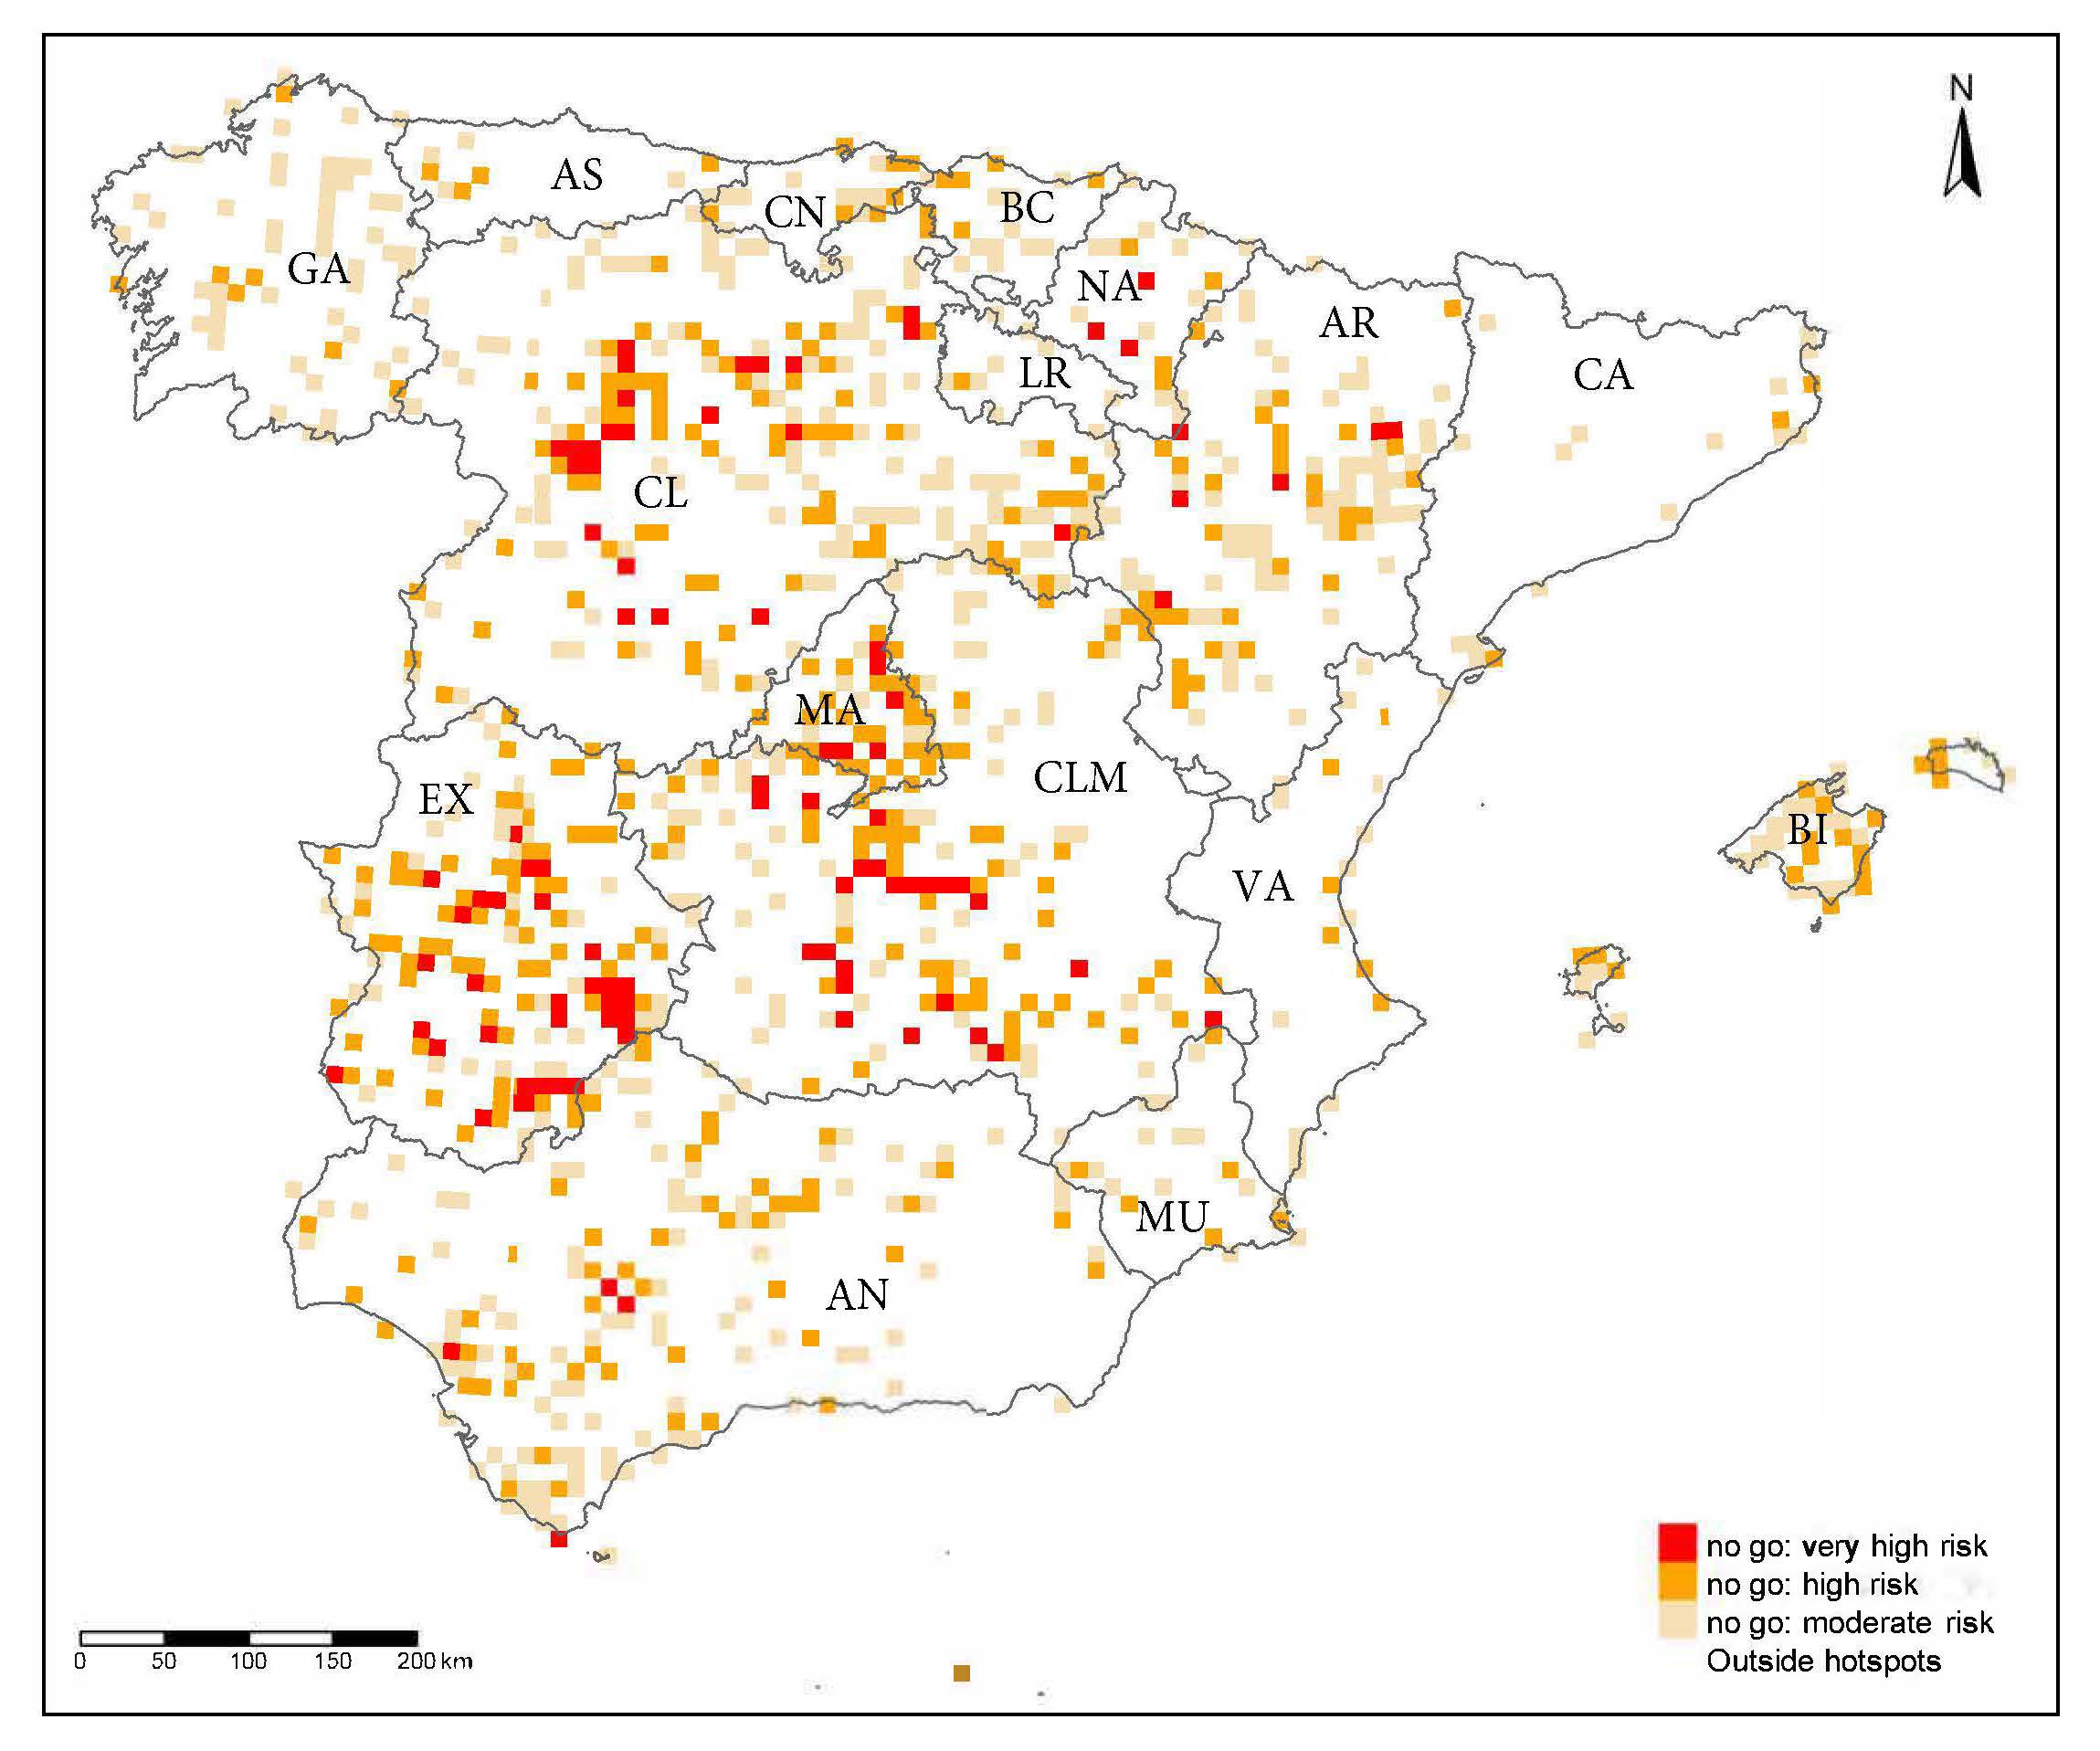 N
AS
CN
BC
GA
NA
AR
LR
CA
CL
MA
CLM
EX
BI
VA
MU
AN
no go: very high risk
no go: high risk
no go: moderate risk
Outside hotspots
0 50 100 150 200 km